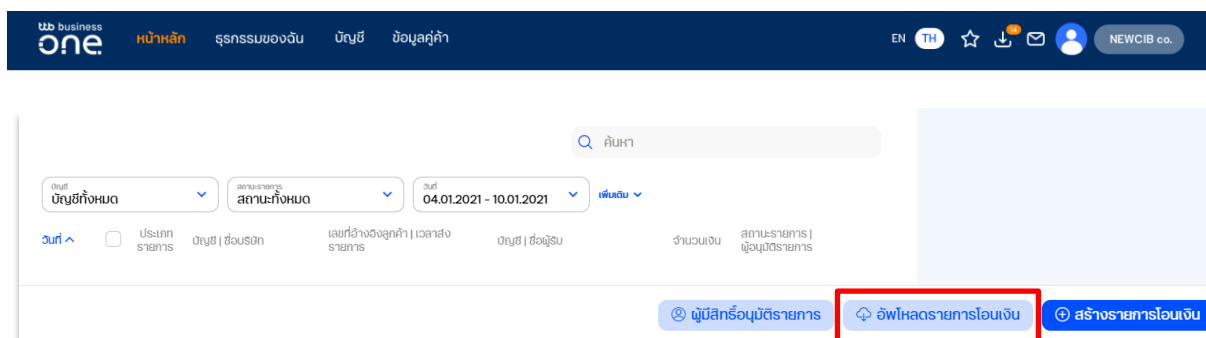 ttb business
one
หน้าหลัก ธุรกรรมของฉัน บัญชี ข้อมูลคู่ค้า EN TH 14 NEWCIB co.
ค้นหา
บัญชี สถานะรายการ วันที่
บัญชีทั้งหมด สถานะทั้งหมด 04.01.2021 - 10.01.2021 เพิ่มเติม
วันที่ ประเภท บัญชี | ชื่อบริษัท เลขที่อ้างอิงลูกค้า | เวลาส่ง บัญชี | ชื่อผู้รับ จำนวนเงิน สถานะรายการ |
รายการ รายการ ผู้อนุมัติรายการ
ผู้มีสิทธิ์อนุมัติรายการ อัพโหลดรายการโอนเงิน สร้างรายการโอนเงิน